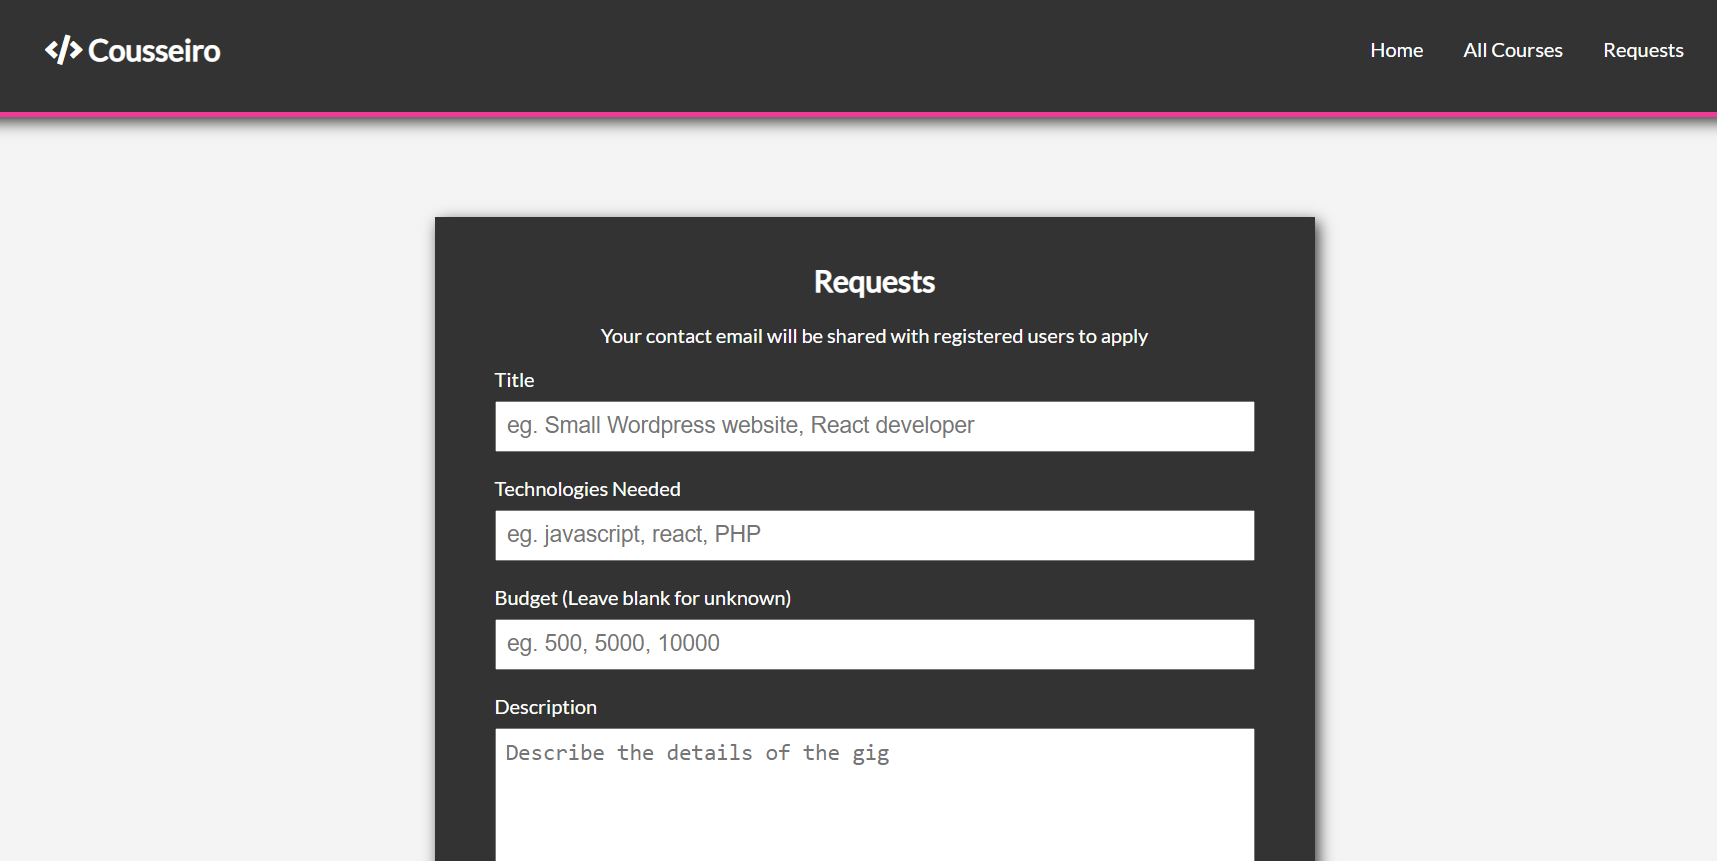 Cousseiro
Home All Courses Requests
Requests
Your contact email will be shared with registered users to apply
Title
eg. Small Wordpress website, React developer
Technologies Needed
eg. javascript, react, PHP
Budget (Leave blank for unknown)
eg. 500, 5000, 10000
Description
Describe the details of the gig